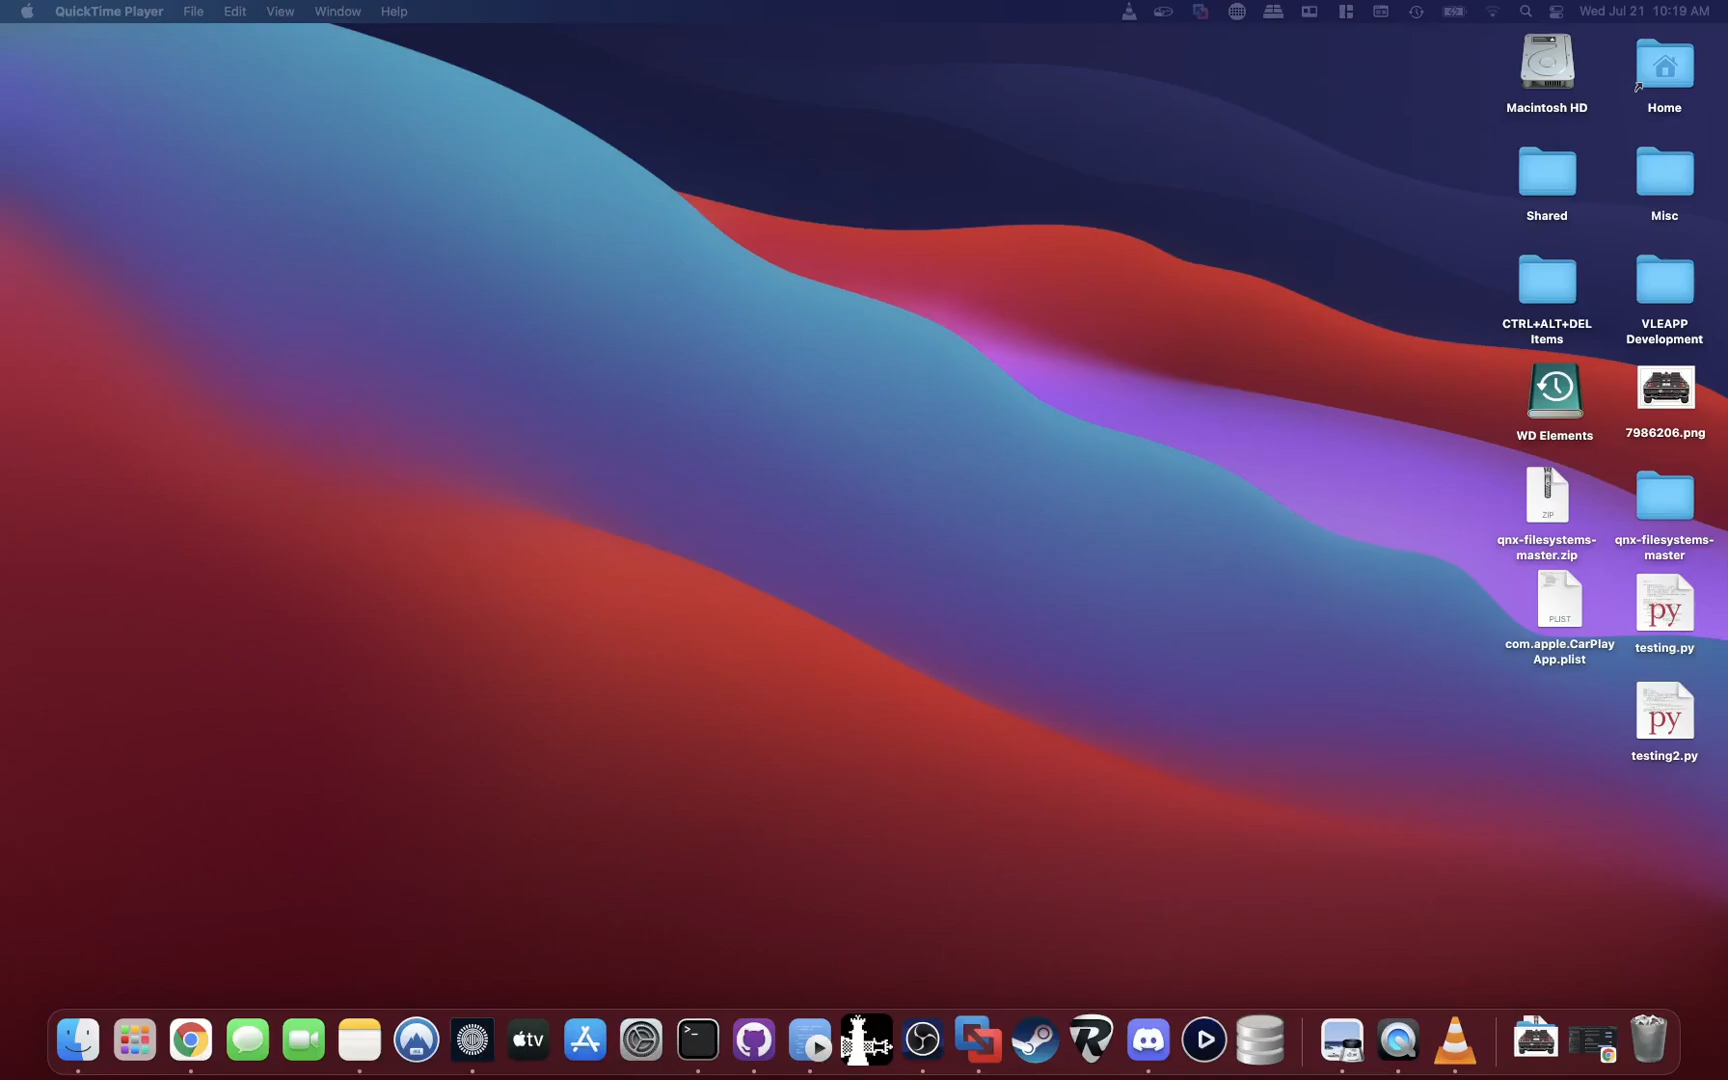 QuickTime Player File Edit View Window Help Wed Jul 21 10:19 AM
Macintosh HD
Home
Shared
Misc
CTRL+ALT+DEL
Items
VLEAPP
Development
WD Elements
7986206.png
ZIP
qnx-filesystems-
master.zip
qnx-filesystems-
master
PLIST
com.apple.CarPlay
App.plist
py
testing.py
py
testing2.py
tv
>_